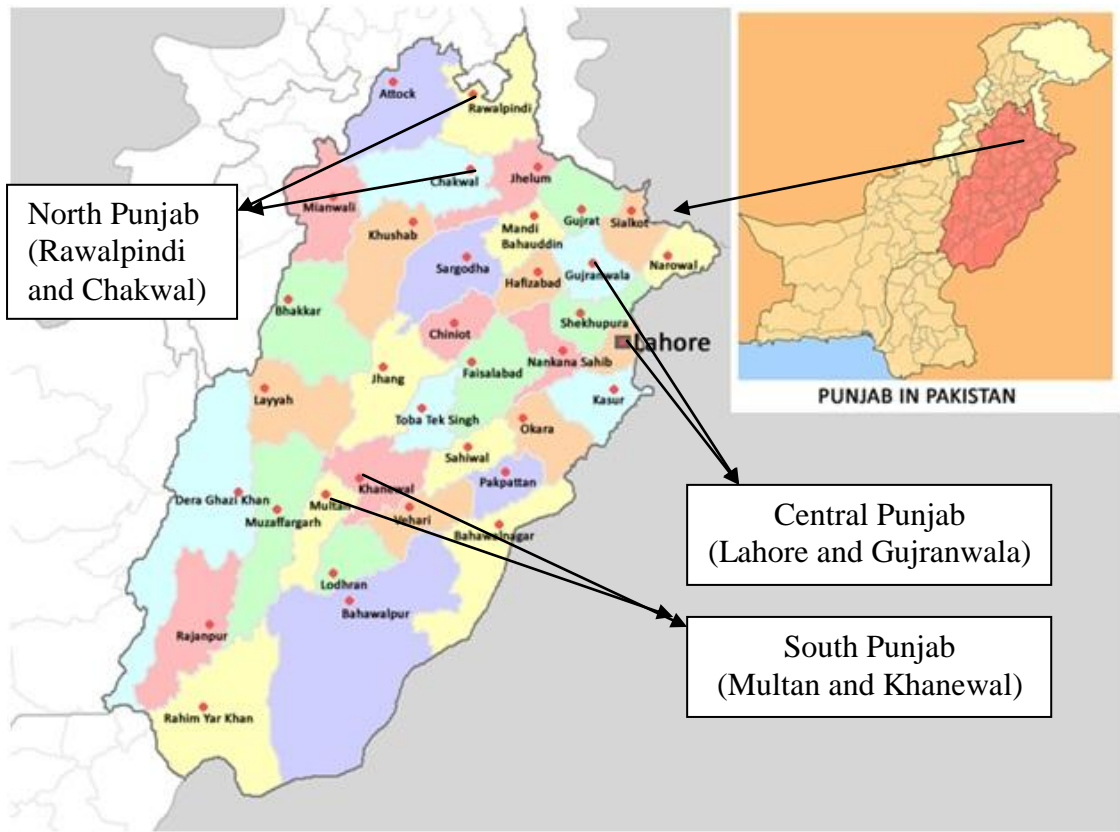 Attock
Rawalpindi
Chakwal
Jhelum
Mianwali
Khushab
Mandi
Bahauddin
Gujrat
Sialkot
Sargodha
Hafizabad
Gujranwala
Narowal
Bhakkar
Chiniot
Shekhupura
Lahore
Nankana Sahib
Faisalabad
Jhang
Layyah
Kasur
Toba Tek Singh
Okara
Sahiwal
Pakpattan
Khanewal
Dera Ghazi Khan
Multan
Muzaffargarh
Vehari
Bahawalnagar
Lodhran
Bahawalpur
Rajanpur
Rahim Yar Khan
North Punjab
(Rawalpindi
and Chakwal)
PUNJAB IN PAKISTAN
Central Punjab
(Lahore and Gujranwala)
South Punjab
(Multan and Khanewal)